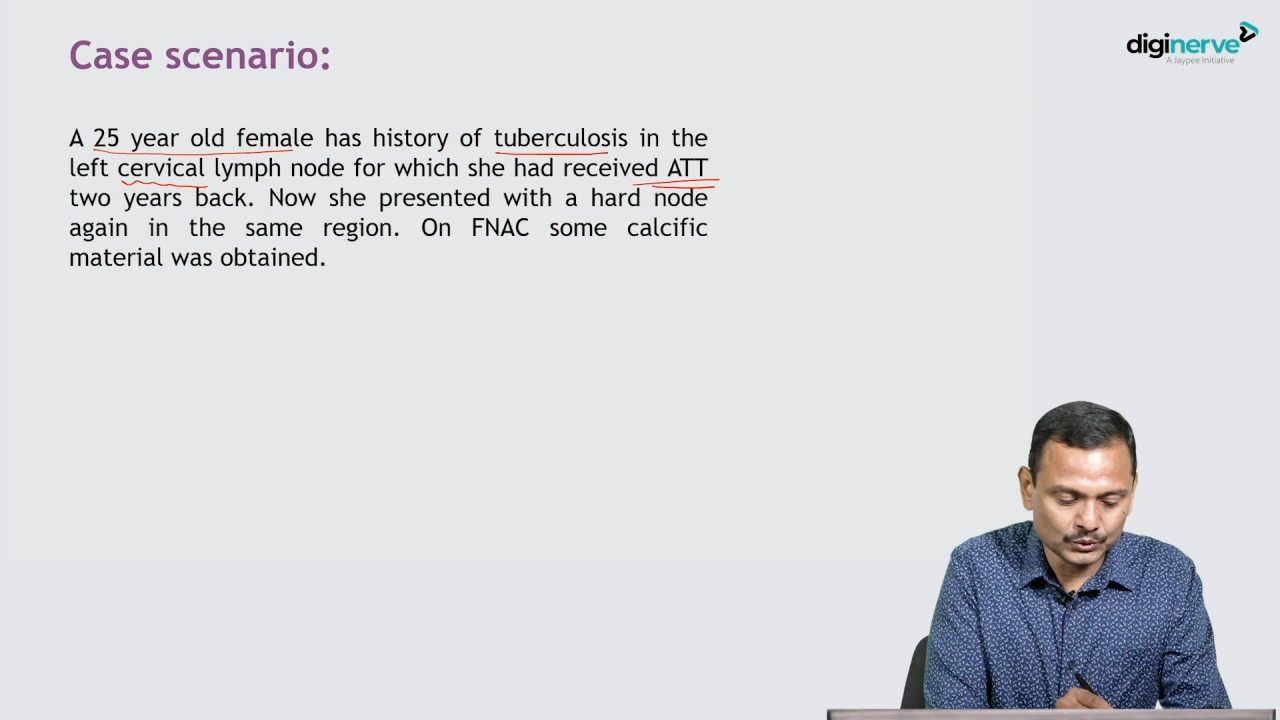 Case scenario:
diginerve
A Jaypee Initiative
A 25 year old female has history of tuberculosis in the
left cervical lymph node for which she had received ATT
two years back. Now she presented with a hard node
again in the same region. On FNAC some calcific
material was obtained.